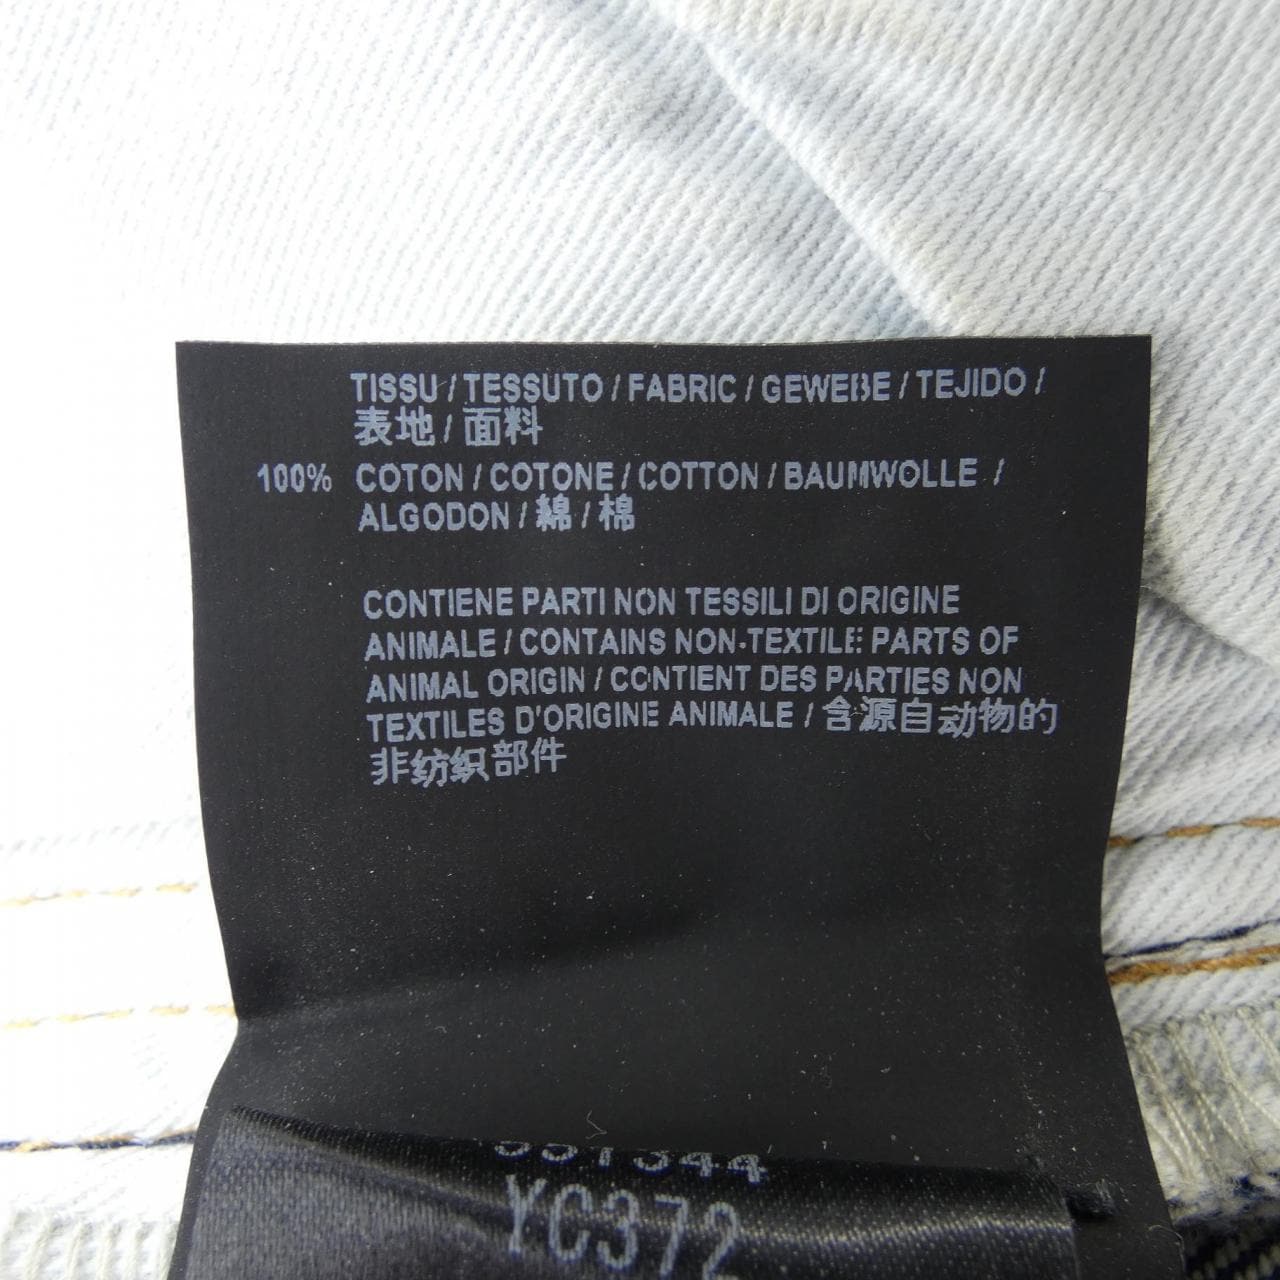 TISSU / TESSUTO / FABRIC / GEWEBE / TEJIDO /
表地 / 面料
100% COTON / COTONE / COTTON / BAUMWOLLE /
ALGODON / 綿 / 棉
CONTIENE PARTI NON TESSILI DI ORIGINE
ANIMALE / CONTAINS NON-TEXTILE PARTS OF
ANIMAL ORIGIN / CONTIENT DES PARTIES NON
TEXTILES D'ORIGINE ANIMALE / 含源自动物的
非纺织部件
YC372